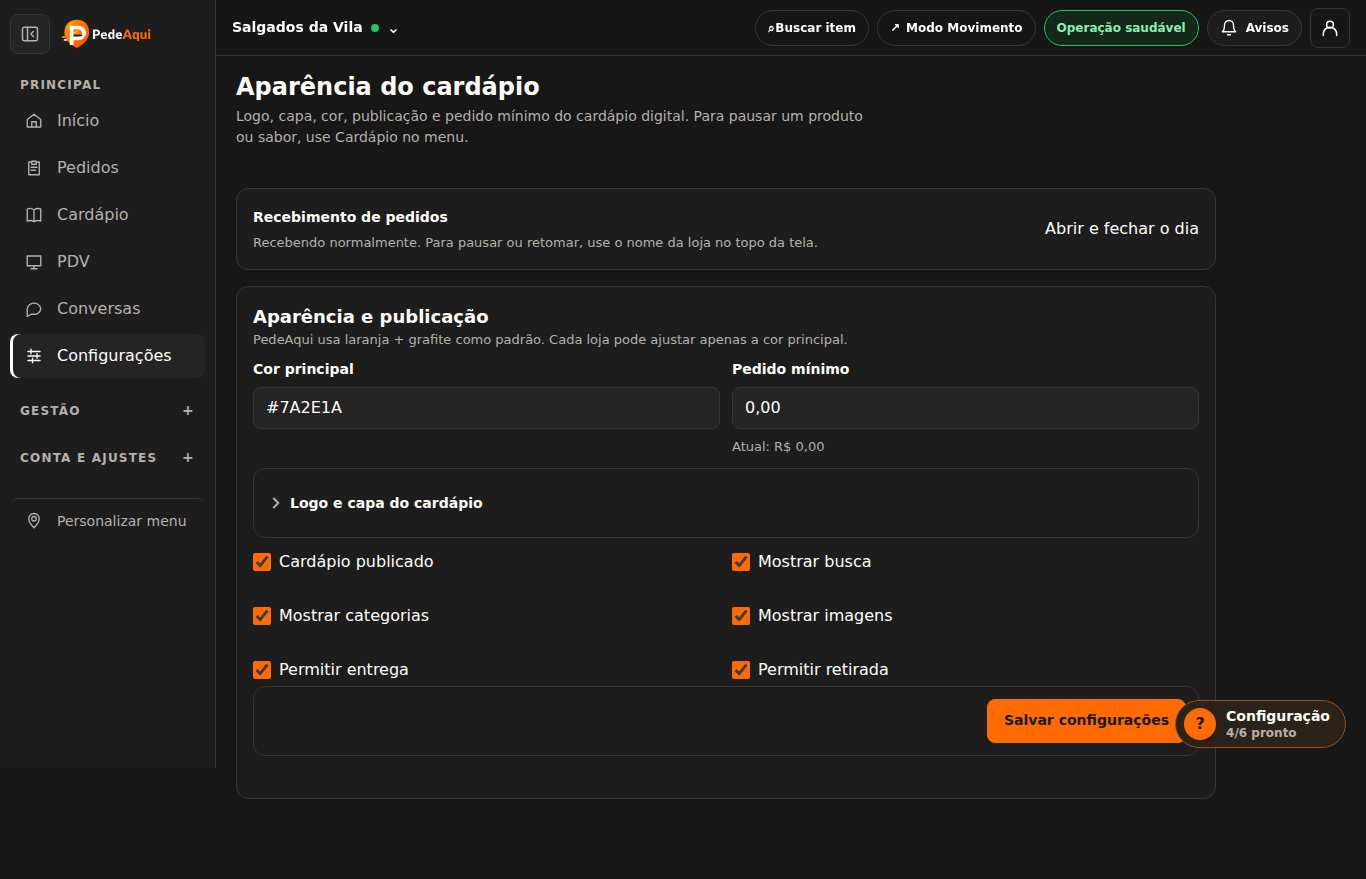 PedeAqui
PRINCIPAL
Início
Pedidos
Cardápio
PDV
Conversas
Configurações
GESTÃO +
CONTA E AJUSTES +
Personalizar menu
Salgados da Vila
Buscar item
↗ Modo Movimento
Operação saudável
Avisos
Aparência do cardápio
Logo, capa, cor, publicação e pedido mínimo do cardápio digital. Para pausar um produto
ou sabor, use Cardápio no menu.
Recebimento de pedidos
Recebendo normalmente. Para pausar ou retomar, use o nome da loja no topo da tela.
Abrir e fechar o dia
Aparência e publicação
PedeAqui usa laranja + grafite como padrão. Cada loja pode ajustar apenas a cor principal.
Cor principal
#7A2E1A
Pedido mínimo
0,00
Atual: R$ 0,00
Logo e capa do cardápio
Cardápio publicado
Mostrar busca
Mostrar categorias
Mostrar imagens
Permitir entrega
Permitir retirada
Salvar configurações
?
Configuração
4/6 pronto